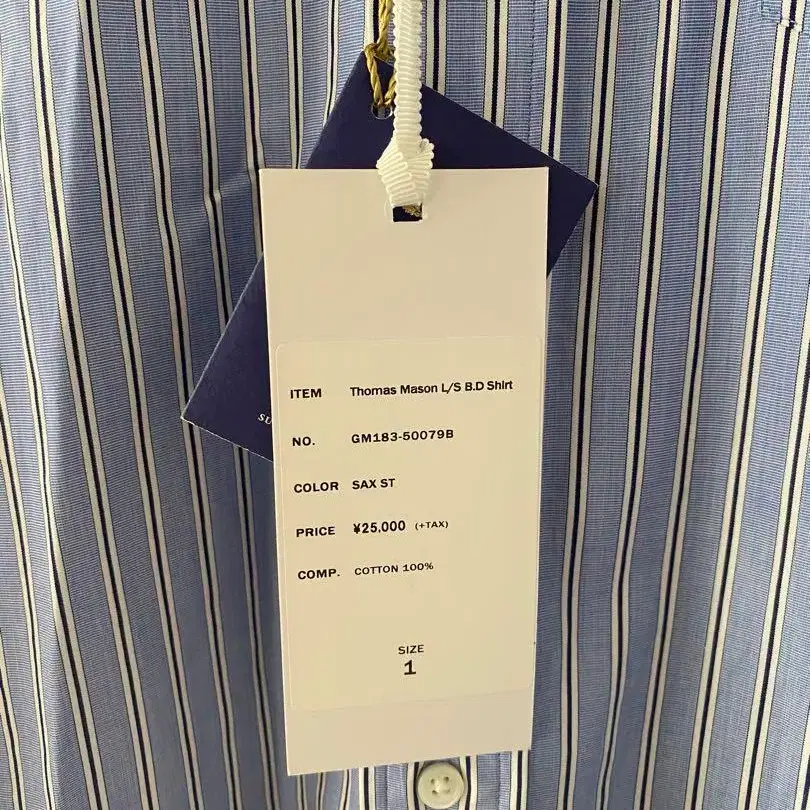 ITEM Thomas Mason L/S B.D Shirt
NO. GM183-50079B
COLOR SAX ST
PRICE ¥25,000 (+TAX)
COMP. COTTON 100%
SIZE
1